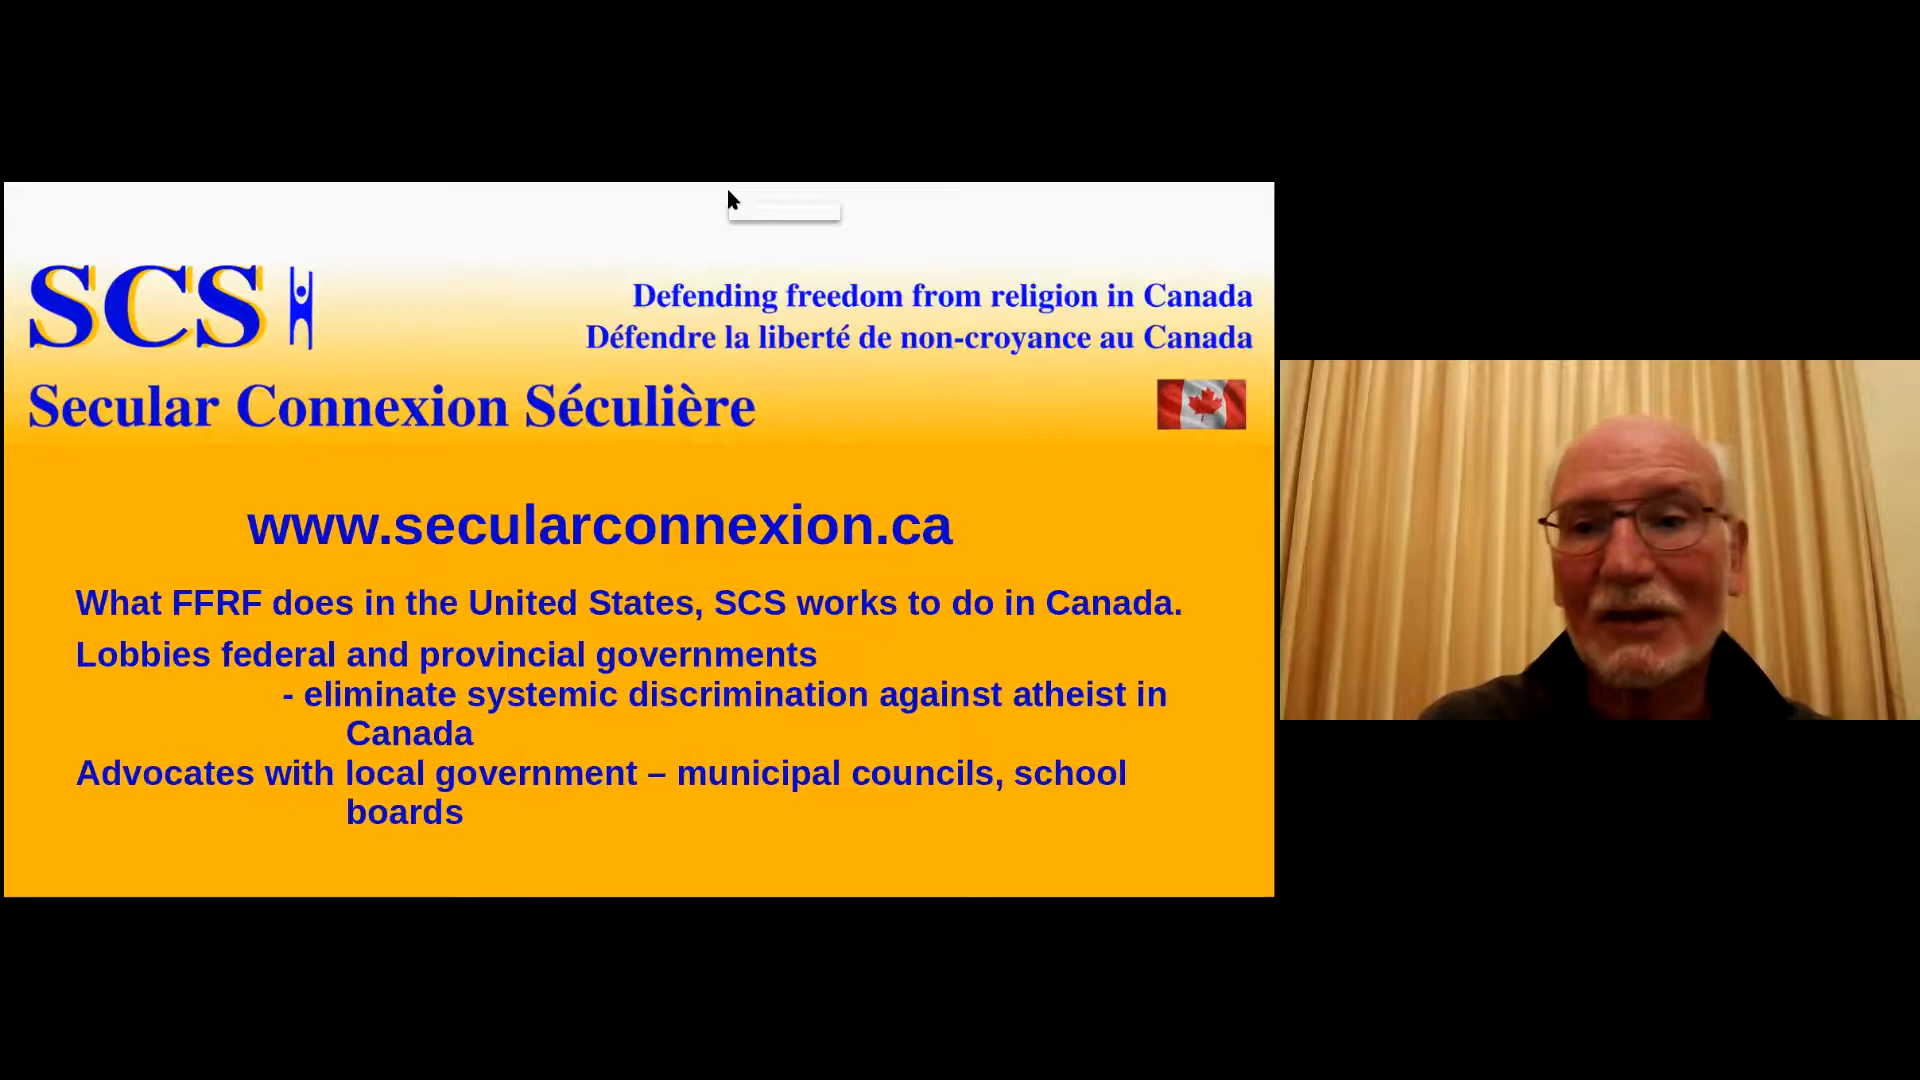 SCS
Defending freedom from religion in Canada
Défendre la liberté de non-croyance au Canada
Secular Connexion Séculière
www.secularconnexion.ca
What FFRF does in the United States, SCS works to do in Canada.
Lobbies federal and provincial governments
- eliminate systemic discrimination against atheist in
Canada
Advocates with local government – municipal councils, school
boards